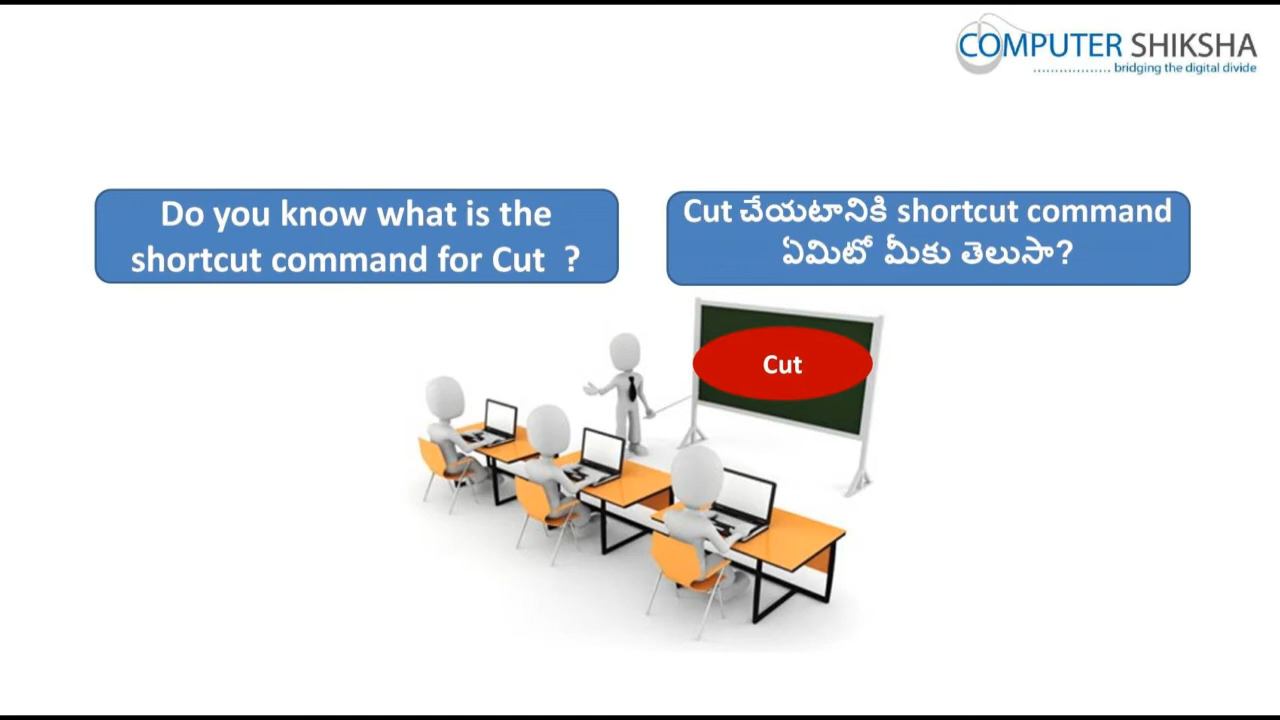 COMPUTER SHIKSHA
.................. bridging the digital divide
Do you know what is the
shortcut command for Cut ?
Cut చేయటానికి shortcut command
ఏమిటో మీకు తెలుసా?
Cut